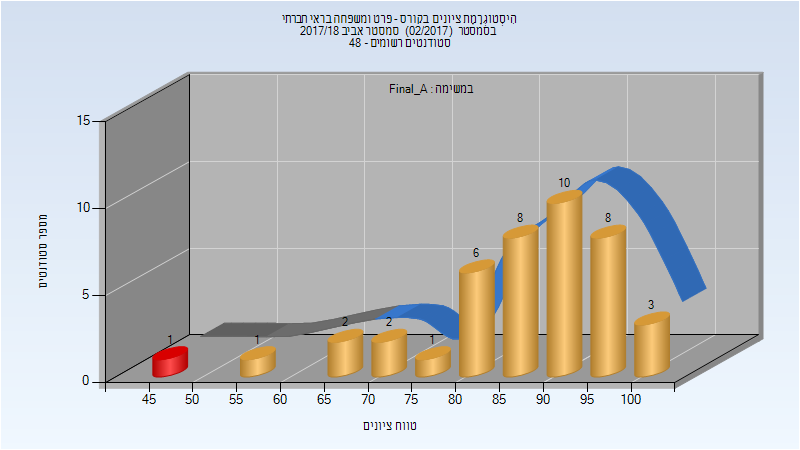 היסטוגרמת ציונים בקורס - פרט ומשפחה בראי חברתי
בסמסטר (02/2017) סמסטר אביב 2017/18
סטודנטים רשומים - 48
במשימה : Final_A
מספר סטודנטים
15
10
5
0
1
1
2
2
1
6
8
10
8
3
45 50 55 60 65 70 75 80 85 90 95 100
טווח ציונים